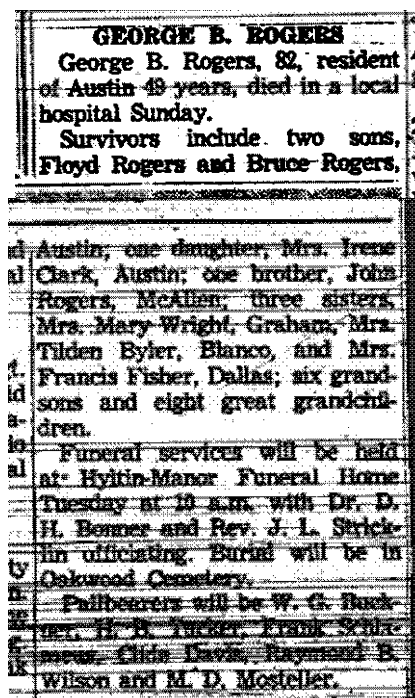 GEORGE B. ROGERS
George B. Rogers, 82, resident
of Austin 49 years, died in a local
hospital Sunday.
Survivors include two sons,
Floyd Rogers and Bruce Rogers,
Austin; one daughter, Mrs. Irene
Clark, Austin; one brother, John
Rogers, McAllen; three sisters,
Mrs. Mary Wright, Graham, Mrs.
Tilden Byler, Blanco, and Mrs.
Francis Fisher, Dallas; six grand-
sons and eight great grandchil-
dren.
Funeral services will be held
at Hyltin-Manor Funeral Home
Tuesday at 10 a.m. with Dr. D.
H. Bonner and Rev. J. L. Strick-
lin officiating. Burial will be in
Oakwood Cemetery.
Pallbearers will be W. G. Buck-
ner, H. B. Tucker, Frank
Davis, Raymond B.
Wilson and M. D. Mosteller.